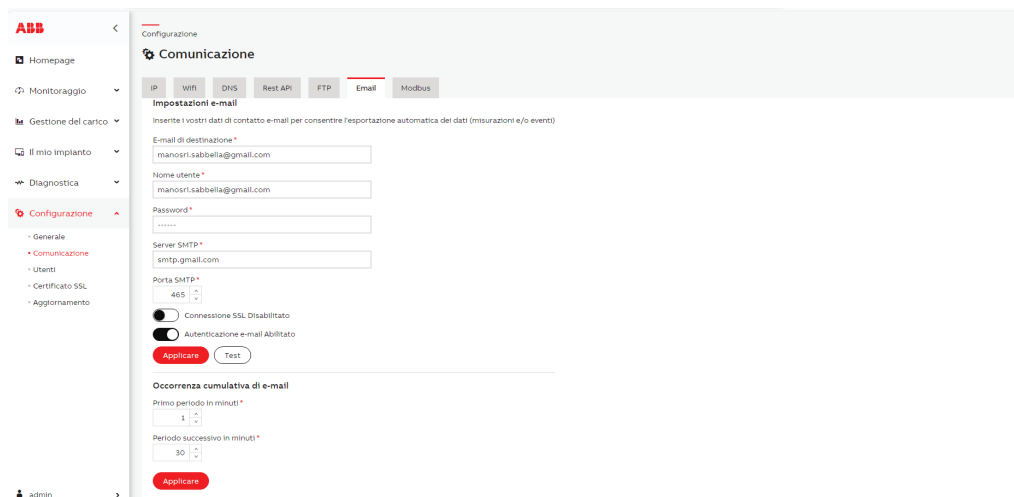 ABB
Homepage
Monitoraggio
Gestione del carico
Il mio impianto
Diagnostica
Configurazione
Generale
Comunicazione
Utenti
Certificato SSL
Aggiornamento
admin
Configurazione
Comunicazione
IP Wifi DNS Rest API FTP Email Modbus
Impostazioni e-mail
Inserite i vostri dati di contatto e-mail per consentire l'esportazione automatica dei dati (misurazioni e/o eventi)
E-mail di destinazione *
manosri.sabbella@gmail.com
Nome utente *
manosri.sabbella@gmail.com
Password *
------
Server SMTP *
smtp.gmail.com
Porta SMTP *
465
Connessione SSL Disabilitato
Autenticazione e-mail Abilitato
Applicare Test
Occorrenza cumulativa di e-mail
Primo periodo in minuti *
1
Periodo successivo in minuti *
30
Applicare